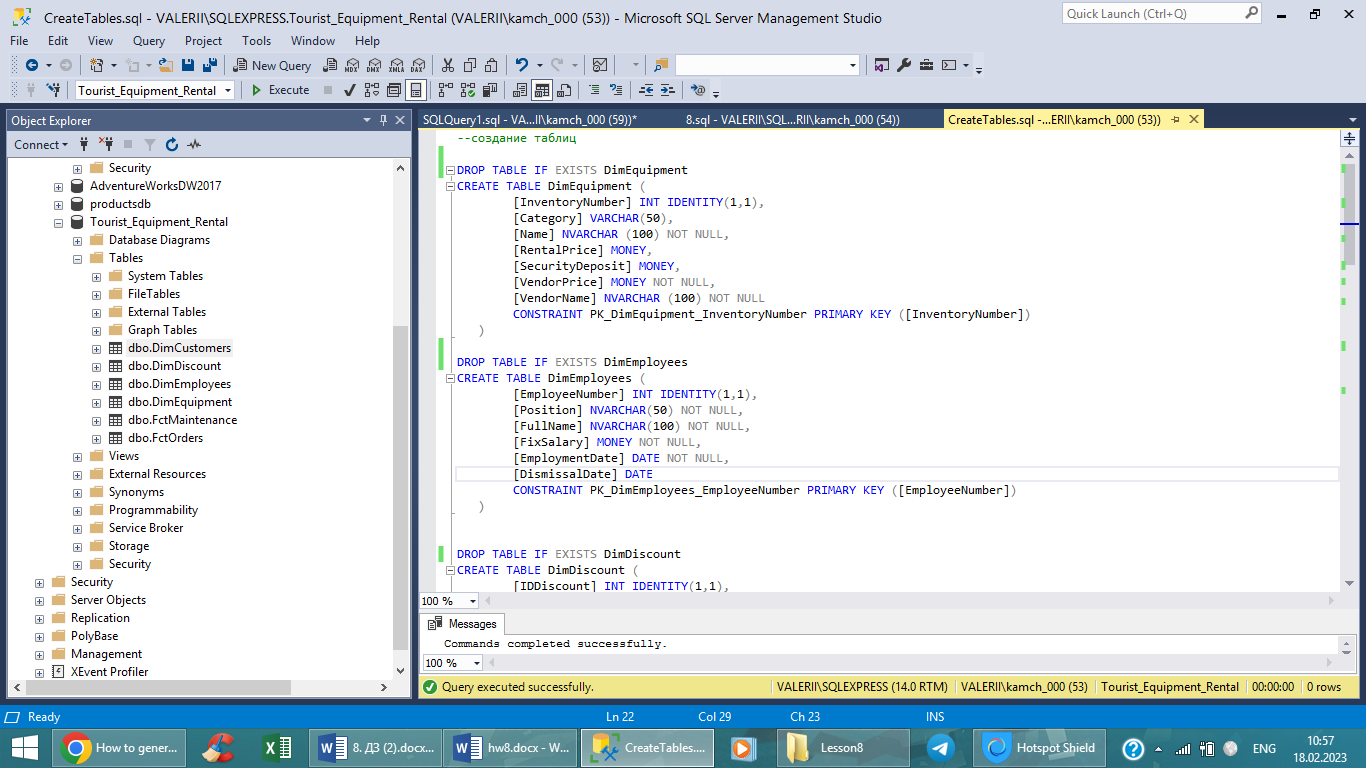 CreateTables.sql - VALERII\SQLEXPRESS.Tourist_Equipment_Rental (VALERII\kamch_000 (53)) - Microsoft SQL Server Management Studio
Quick Launch (Ctrl+Q)
File Edit View Query Project Tools Window Help
New Query MDX DMX XMLA DAX
Tourist_Equipment_Rental Execute
Object Explorer
Connect
Security
AdventureWorksDW2017
productsdb
Tourist_Equipment_Rental
Database Diagrams
Tables
System Tables
FileTables
External Tables
Graph Tables
dbo.DimCustomers
dbo.DimDiscount
dbo.DimEmployees
dbo.DimEquipment
dbo.FctMaintenance
dbo.FctOrders
Views
External Resources
Synonyms
Programmability
Service Broker
Storage
Security
Security
Server Objects
Replication
PolyBase
Management
XEvent Profiler
SQLQuery1.sql - VA...II\kamch_000 (59))* 8.sql - VALERII\SQL...RII\kamch_000 (54)) CreateTables.sql -...ERII\kamch_000 (53))
--создание таблиц
DROP TABLE IF EXISTS DimEquipment
CREATE TABLE DimEquipment (
[InventoryNumber] INT IDENTITY(1,1),
[Category] VARCHAR(50),
[Name] NVARCHAR (100) NOT NULL,
[RentalPrice] MONEY,
[SecurityDeposit] MONEY,
[VendorPrice] MONEY NOT NULL,
[VendorName] NVARCHAR (100) NOT NULL
CONSTRAINT PK_DimEquipment_InventoryNumber PRIMARY KEY ([InventoryNumber])
)
DROP TABLE IF EXISTS DimEmployees
CREATE TABLE DimEmployees (
[EmployeeNumber] INT IDENTITY(1,1),
[Position] NVARCHAR(50) NOT NULL,
[FullName] NVARCHAR(100) NOT NULL,
[FixSalary] MONEY NOT NULL,
[EmploymentDate] DATE NOT NULL,
[DismissalDate] DATE
CONSTRAINT PK_DimEmployees_EmployeeNumber PRIMARY KEY ([EmployeeNumber])
)
DROP TABLE IF EXISTS DimDiscount
CREATE TABLE DimDiscount (
[IDDiscount] INT IDENTITY(1,1),
100 %
Messages
Commands completed successfully.
100 %
Query executed successfully. VALERII\SQLEXPRESS (14.0 RTM) VALERII\kamch_000 (53) Tourist_Equipment_Rental 00:00:00 0 rows
Ready Ln 22 Col 29 Ch 23 INS
How to gener... 8. ДЗ (2).docx... hw8.docx - W... CreateTables.... Lesson8 Hotspot Shield ENG 10:57
18.02.2023